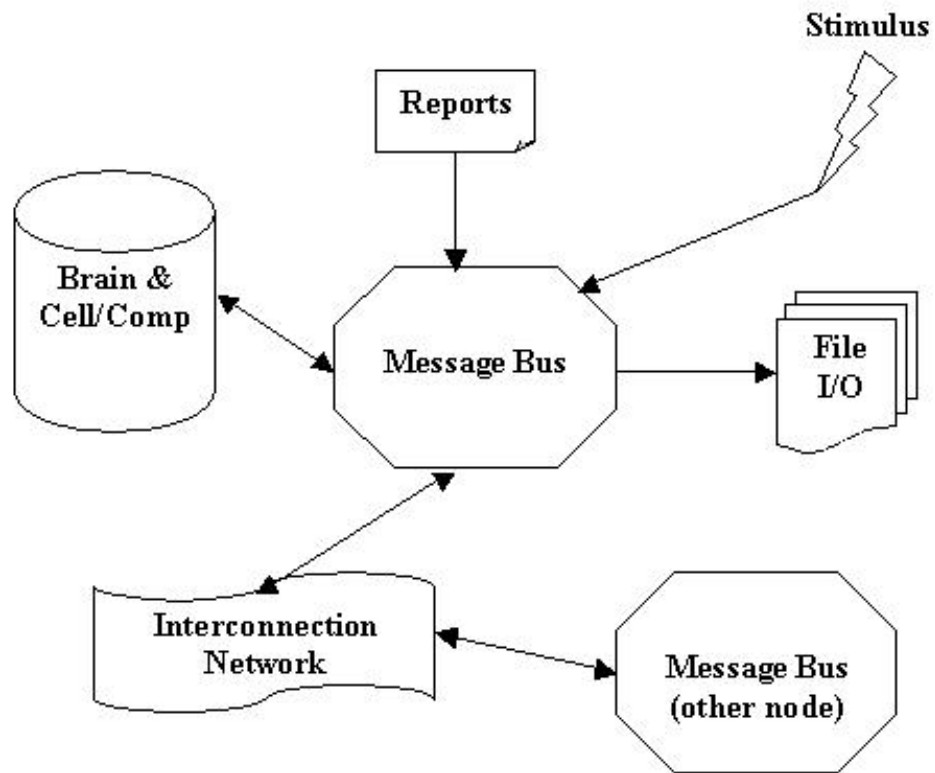 Stimulus
Reports
Brain &
Cell/Comp
Message Bus
File
I/O
Interconnection
Network
Message Bus
(other node)